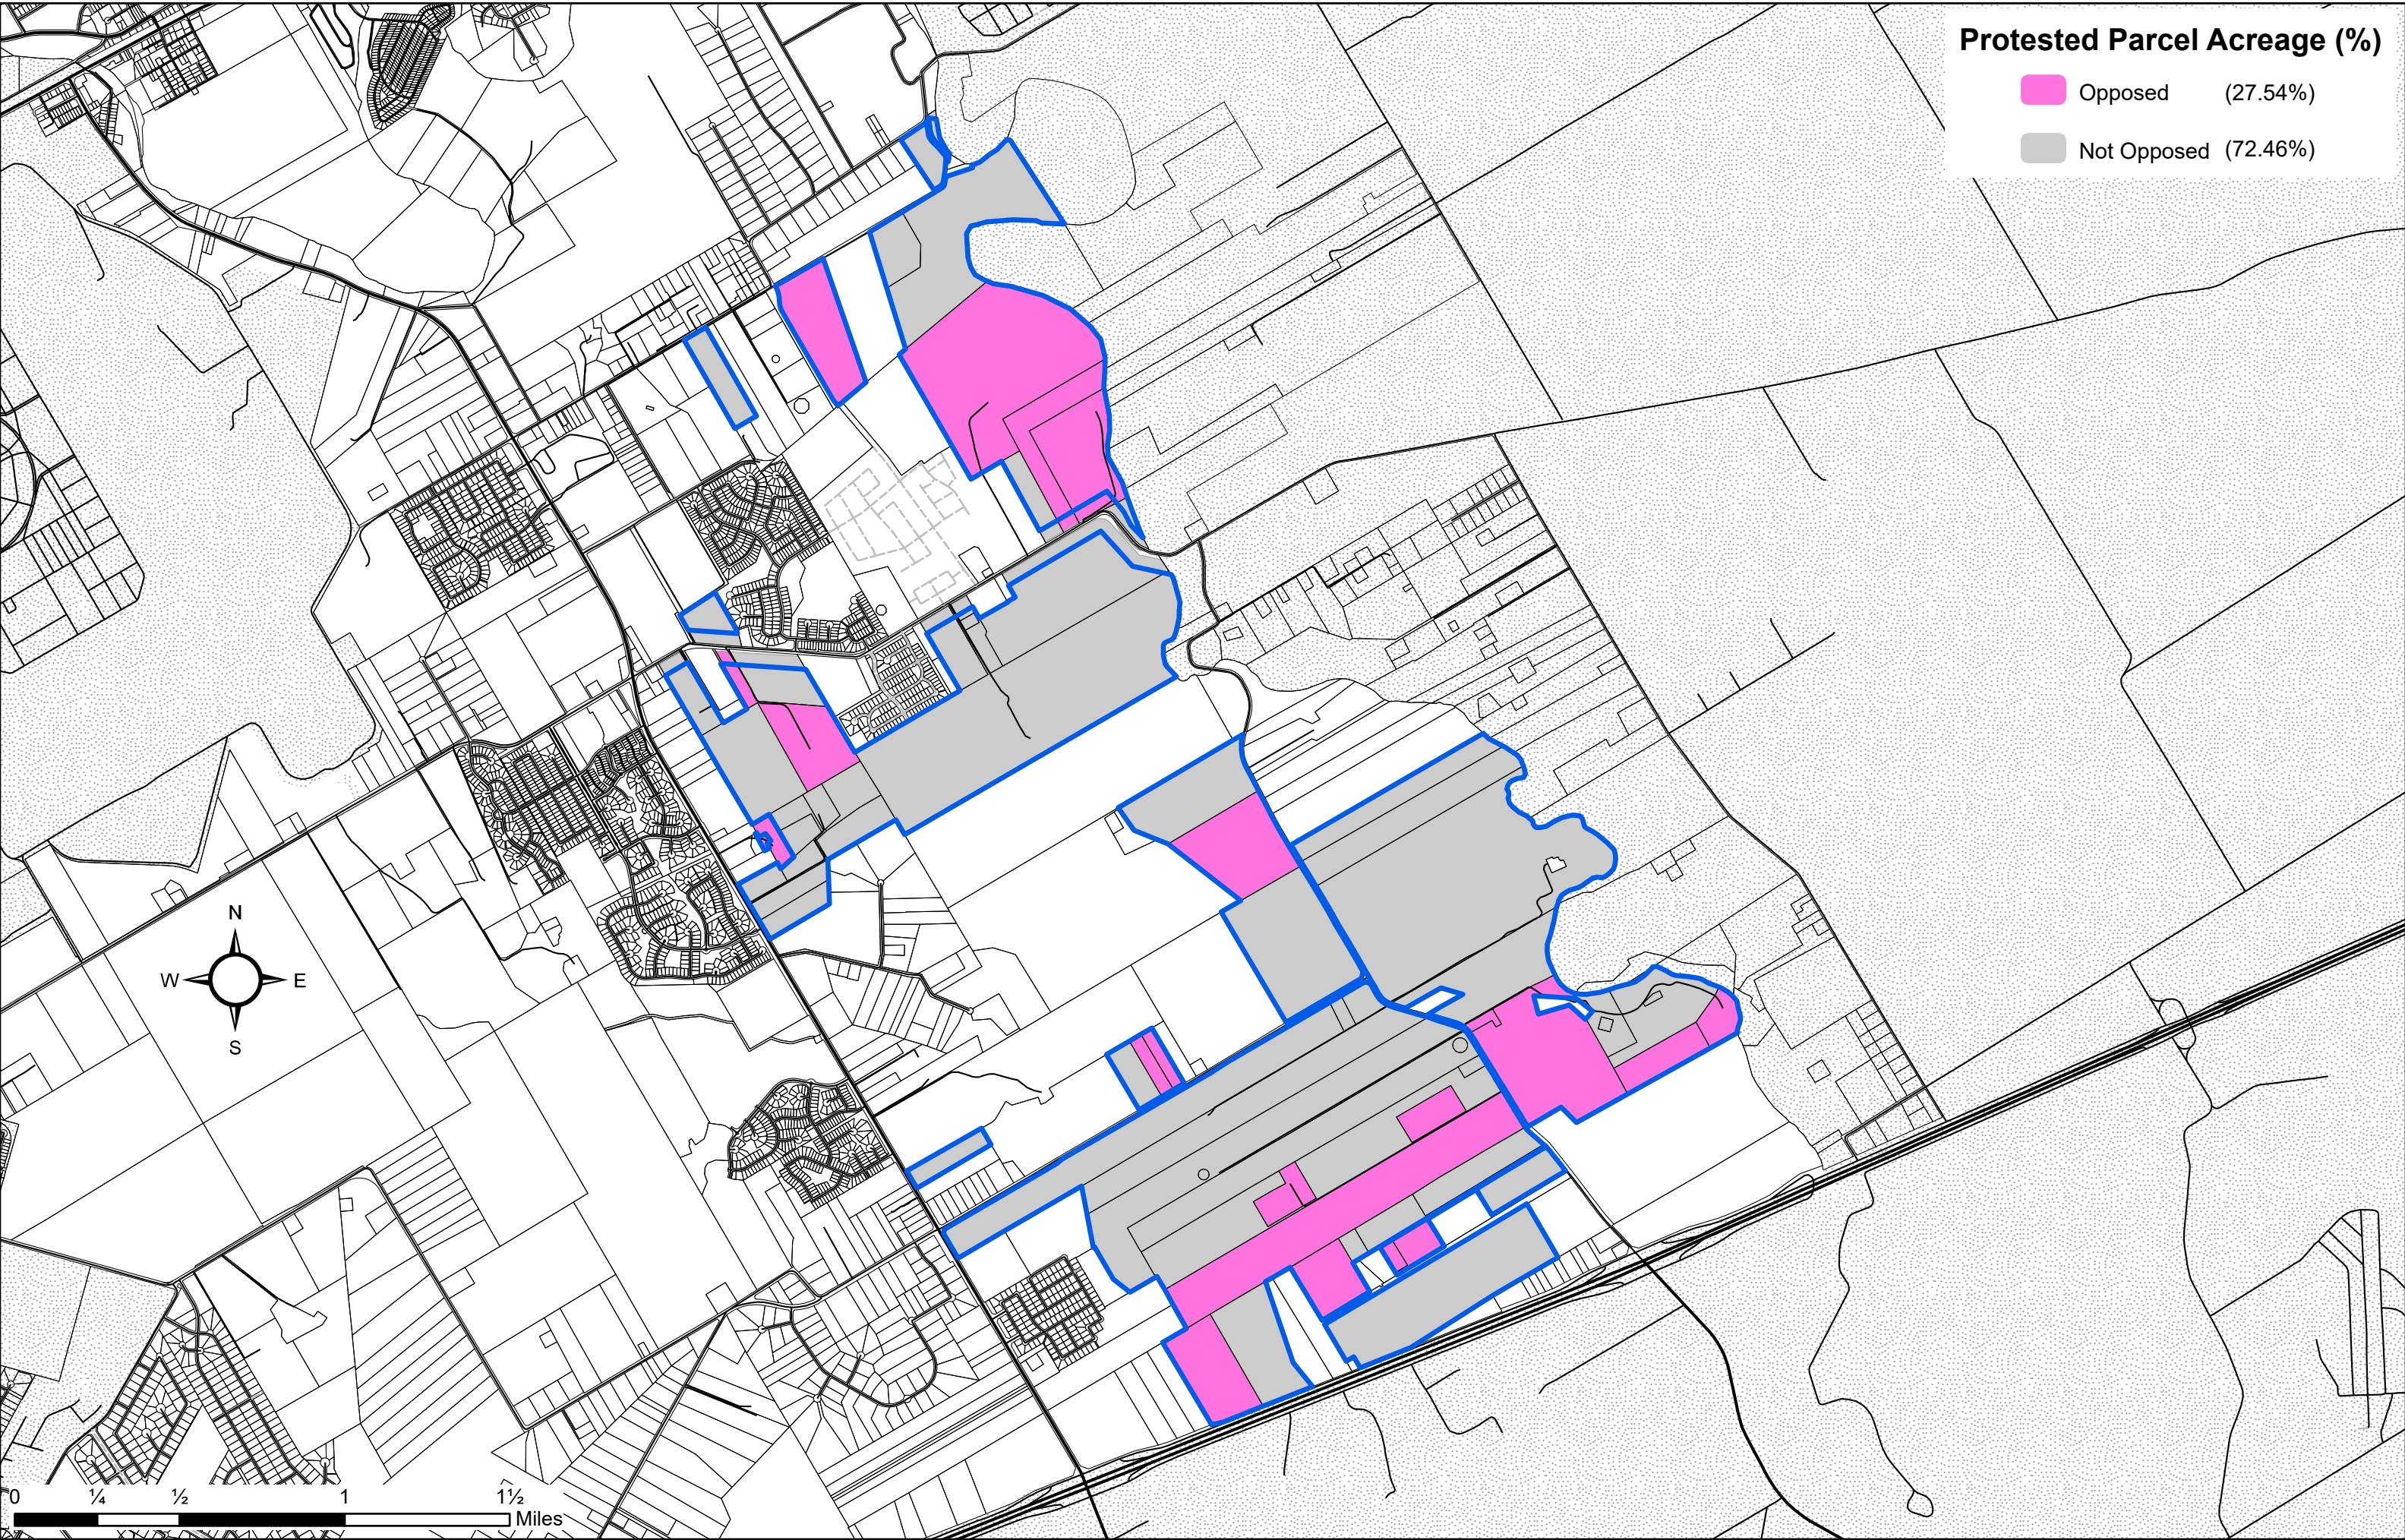 Protested Parcel Acreage (%)
Opposed (27.54%)
Not Opposed (72.46%)
N
W E
S
0 ¼ ½ 1 1½
Miles